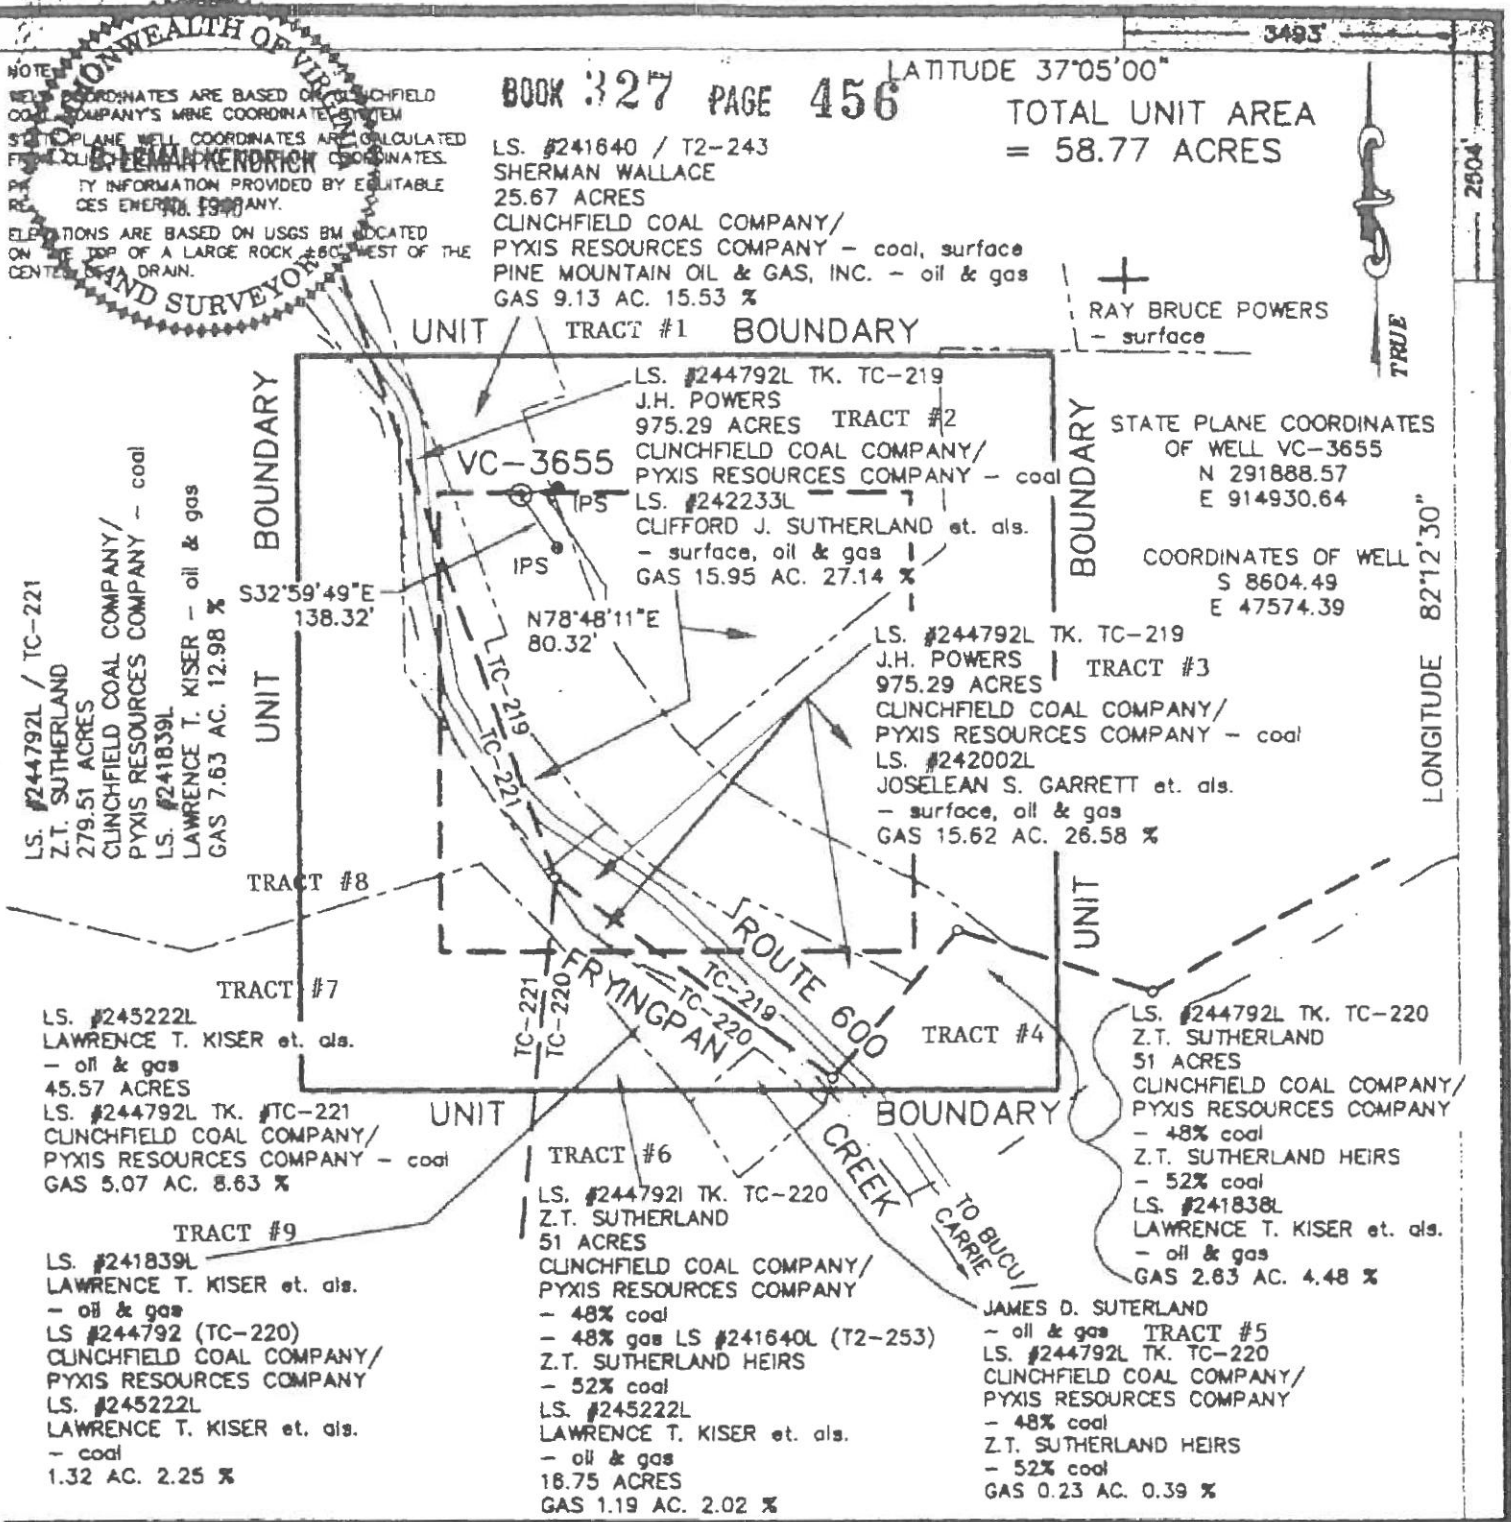 3493'
NOTE
WELL COORDINATES ARE BASED ON CLINCHFIELD
COAL COMPANY'S MINE COORDINATE SYSTEM
STATE PLANE WELL COORDINATES ARE CALCULATED
FROM COORDINATES.
TY INFORMATION PROVIDED BY EQUITABLE
CES ENERGY COMPANY.
ELEVATIONS ARE BASED ON USGS BM LOCATED
ON THE TOP OF A LARGE ROCK ±60' WEST OF THE
CENTER OF A DRAIN.
COMMONWEALTH OF VIRGINIA
B. LEMAN KENDRICK
No. 1340
LAND SURVEYOR
BOOK 327 PAGE 456
LATITUDE 37°05'00"
TOTAL UNIT AREA
= 58.77 ACRES
2504'
TRUE
LS. #241640 / T2-243
SHERMAN WALLACE
25.67 ACRES
CLINCHFIELD COAL COMPANY/
PYXIS RESOURCES COMPANY - coal, surface
PINE MOUNTAIN OIL & GAS, INC. - oil & gas
GAS 9.13 AC. 15.53 %
RAY BRUCE POWERS
- surface
UNIT TRACT #1 BOUNDARY
LS. #244792L TK. TC-219
J.H. POWERS
975.29 ACRES TRACT #2
CLINCHFIELD COAL COMPANY/
PYXIS RESOURCES COMPANY - coal
LS. #242233L
CLIFFORD J. SUTHERLAND et. als.
- surface, oil & gas
GAS 15.95 AC. 27.14 %
STATE PLANE COORDINATES
OF WELL VC-3655
N 291888.57
E 914930.64
COORDINATES OF WELL
S 8604.49
E 47574.39
LONGITUDE 82°12'30"
BOUNDARY
UNIT
BOUNDARY
UNIT
VC-3655
IPS
IPS
S32°59'49"E
138.32'
N78°48'11"E
80.32'
LS. #244792L / TC-221
Z.T. SUTHERLAND
279.51 ACRES
CLINCHFIELD COAL COMPANY/
PYXIS RESOURCES COMPANY - coal
LS. #241839L
LAWRENCE T. KISER - oil & gas
GAS 7.63 AC. 12.98 %
TRACT #8
LS. #244792L TK. TC-219
J.H. POWERS TRACT #3
975.29 ACRES
CLINCHFIELD COAL COMPANY/
PYXIS RESOURCES COMPANY - coal
LS. #242002L
JOSELEAN S. GARRETT et. als.
- surface, oil & gas
GAS 15.62 AC. 26.58 %
TC-219
TC-221
TC-221
TC-220
TC-219
TC-220
ROUTE 600
FRYINGPAN
CREEK
TO BUCU/
CARRIE
TRACT #7
LS. #245222L
LAWRENCE T. KISER et. als.
- oil & gas
45.57 ACRES
LS. #244792L TK. #TC-221
CLINCHFIELD COAL COMPANY/
PYXIS RESOURCES COMPANY - coal
GAS 5.07 AC. 8.63 %
UNIT BOUNDARY
TRACT #4
LS. #244792L TK. TC-220
Z.T. SUTHERLAND
51 ACRES
CLINCHFIELD COAL COMPANY/
PYXIS RESOURCES COMPANY
- 48% coal
Z.T. SUTHERLAND HEIRS
- 52% coal
LS. #241838L
LAWRENCE T. KISER et. als.
- oil & gas
GAS 2.63 AC. 4.48 %
TRACT #9
LS. #241839L
LAWRENCE T. KISER et. als.
- oil & gas
LS #244792 (TC-220)
CLINCHFIELD COAL COMPANY/
PYXIS RESOURCES COMPANY
LS. #245222L
LAWRENCE T. KISER et. als.
- coal
1.32 AC. 2.25 %
TRACT #6
LS. #244792l TK. TC-220
Z.T. SUTHERLAND
51 ACRES
CLINCHFIELD COAL COMPANY/
PYXIS RESOURCES COMPANY
- 48% coal
- 48% gas LS #241640L (T2-253)
Z.T. SUTHERLAND HEIRS
- 52% coal
LS. #245222L
LAWRENCE T. KISER et. als.
- oil & gas
18.75 ACRES
GAS 1.19 AC. 2.02 %
JAMES D. SUTERLAND
- oil & gas TRACT #5
LS. #244792L TK. TC-220
CLINCHFIELD COAL COMPANY/
PYXIS RESOURCES COMPANY
- 48% coal
Z.T. SUTHERLAND HEIRS
- 52% coal
GAS 0.23 AC. 0.39 %